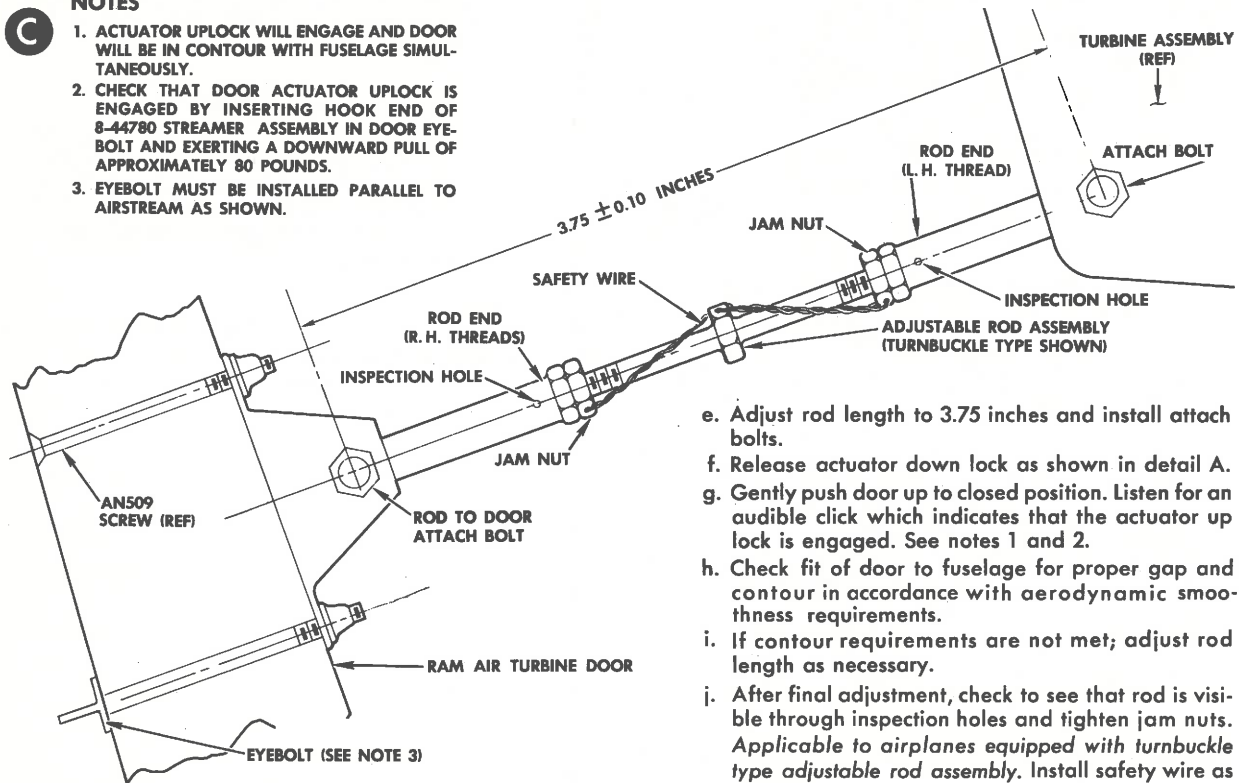 NOTES
C
1. ACTUATOR UPLOCK WILL ENGAGE AND DOOR
WILL BE IN CONTOUR WITH FUSELAGE SIMUL-
TANEOUSLY.
2. CHECK THAT DOOR ACTUATOR UPLOCK IS
ENGAGED BY INSERTING HOOK END OF
8-44780 STREAMER ASSEMBLY IN DOOR EYE-
BOLT AND EXERTING A DOWNWARD PULL OF
APPROXIMATELY 80 POUNDS.
3. EYEBOLT MUST BE INSTALLED PARALLEL TO
AIRSTREAM AS SHOWN.
TURBINE ASSEMBLY
(REF)
ROD END
(L.H. THREAD)
ATTACH BOLT
3.75 ±0.10 INCHES
JAM NUT
SAFETY WIRE
INSPECTION HOLE
ROD END
(R.H. THREADS)
ADJUSTABLE ROD ASSEMBLY
(TURNBUCKLE TYPE SHOWN)
INSPECTION HOLE
JAM NUT
AN509
SCREW (REF)
ROD TO DOOR
ATTACH BOLT
RAM AIR TURBINE DOOR
EYEBOLT (SEE NOTE 3)
e. Adjust rod length to 3.75 inches and install attach
bolts.
f. Release actuator down lock as shown in detail A.
g. Gently push door up to closed position. Listen for an
audible click which indicates that the actuator up
lock is engaged. See notes 1 and 2.
h. Check fit of door to fuselage for proper gap and
contour in accordance with aerodynamic smoo-
thness requirements.
i. If contour requirements are not met; adjust rod
length as necessary.
j. After final adjustment, check to see that rod is visi-
ble through inspection holes and tighten jam nuts.
Applicable to airplanes equipped with turnbuckle
type adjustable rod assembly. Install safety wire as